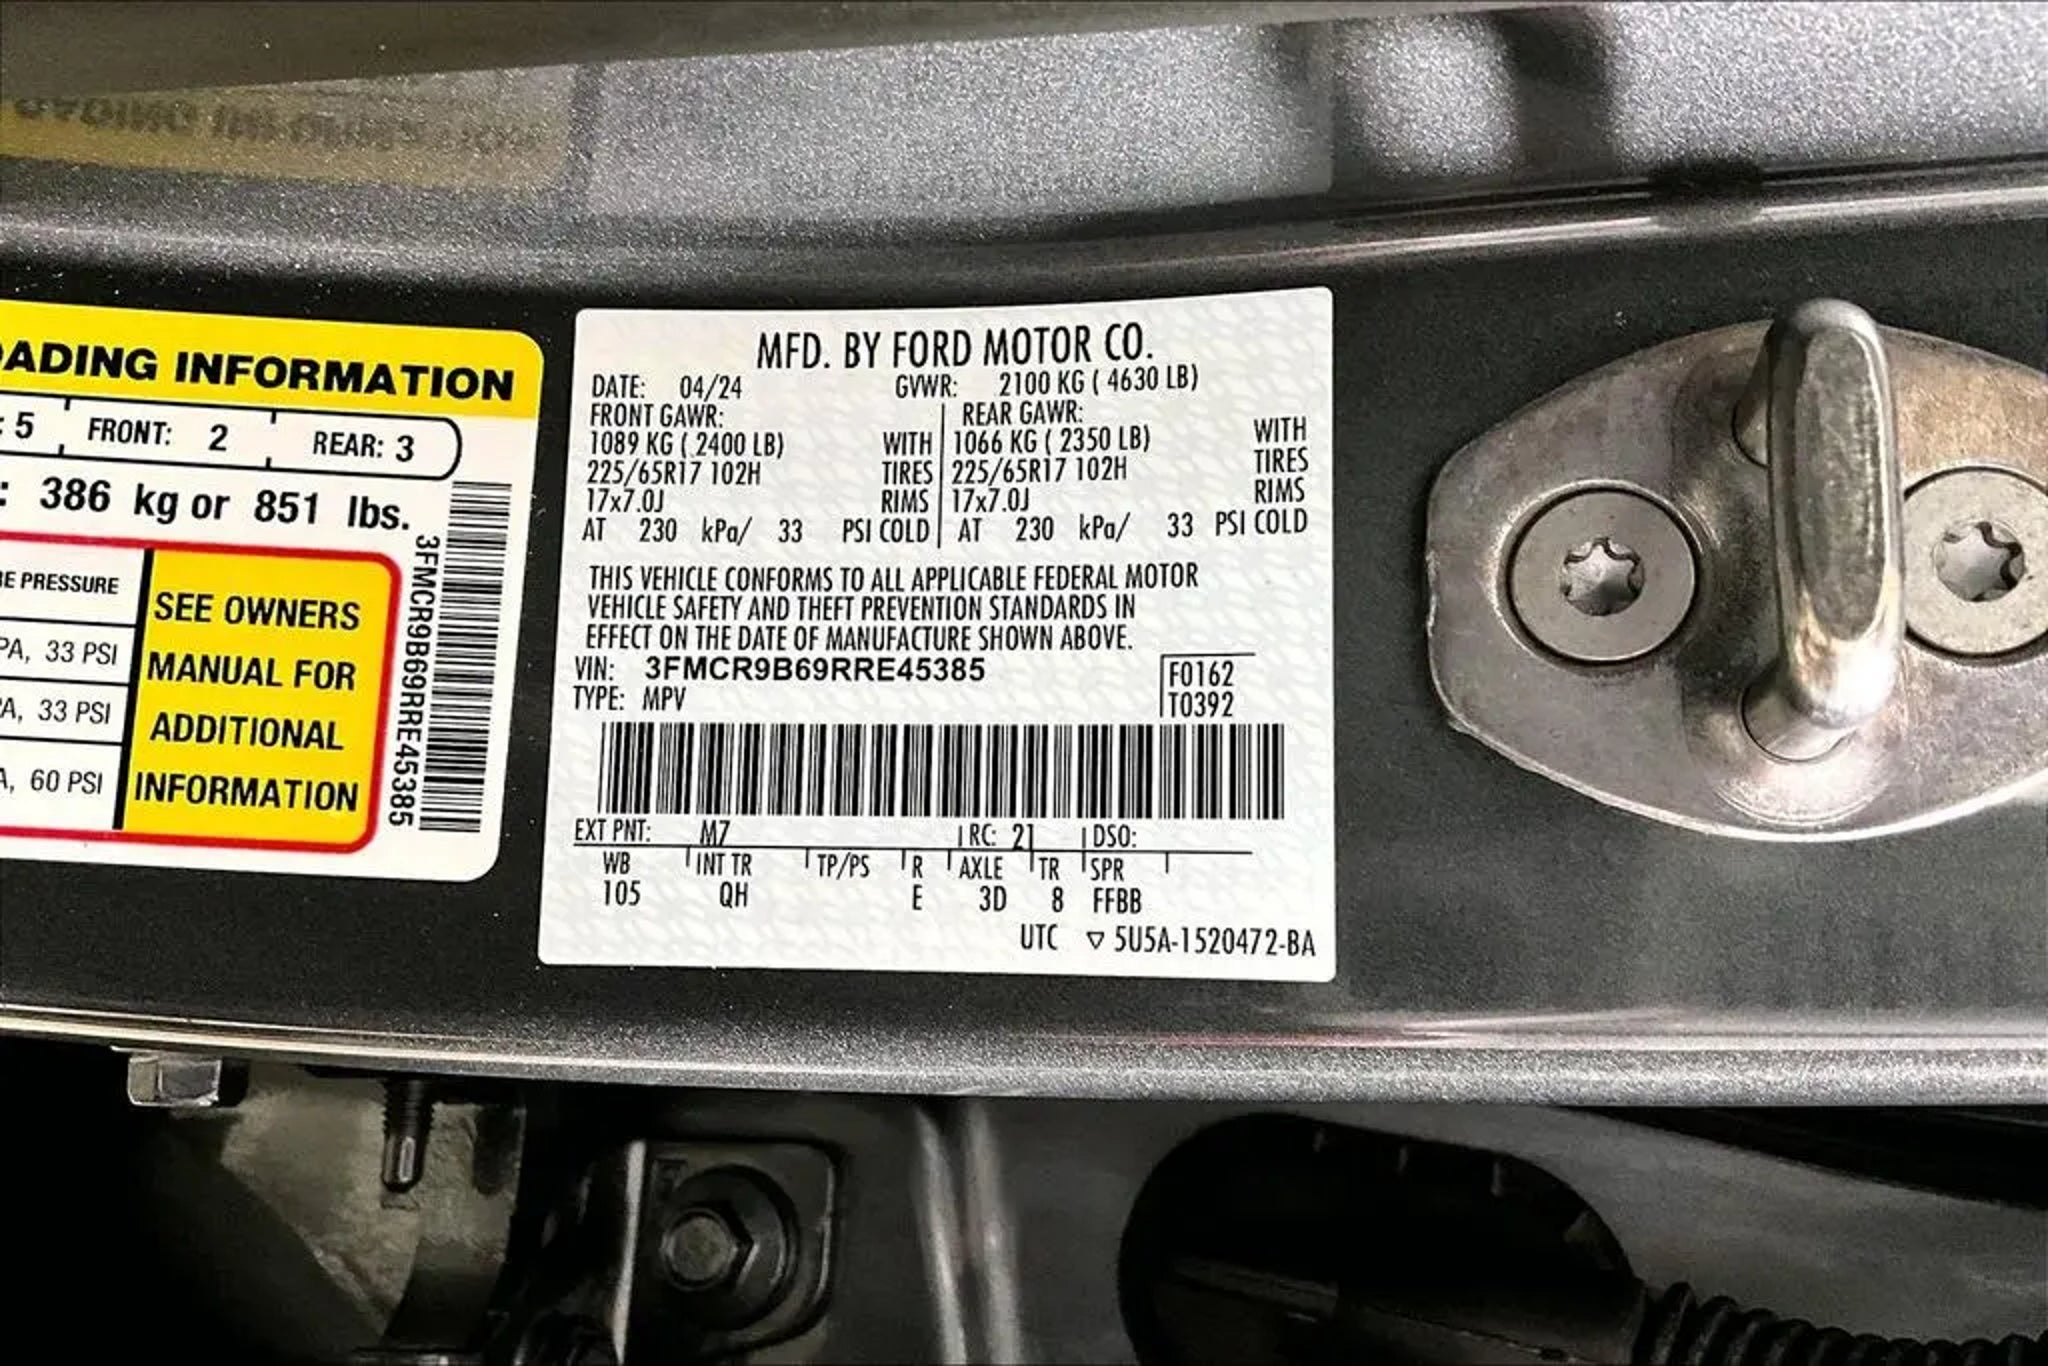 ADING INFORMATION
: 5 FRONT: 2 REAR: 3
: 386 kg or 851 lbs.
E PRESSURE
PA, 33 PSI
A, 33 PSI
A, 60 PSI
SEE OWNERS
MANUAL FOR
ADDITIONAL
INFORMATION
3FMCR9B69RRE45385
MFD. BY FORD MOTOR CO.
DATE: 04/24 GVWR: 2100 KG ( 4630 LB)
FRONT GAWR: REAR GAWR:
1089 KG ( 2400 LB) WITH 1066 KG ( 2350 LB) WITH
225/65R17 102H TIRES 225/65R17 102H TIRES
17x7.0J RIMS 17x7.0J RIMS
AT 230 kPa/ 33 PSI COLD AT 230 kPa/ 33 PSI COLD
THIS VEHICLE CONFORMS TO ALL APPLICABLE FEDERAL MOTOR
VEHICLE SAFETY AND THEFT PREVENTION STANDARDS IN
EFFECT ON THE DATE OF MANUFACTURE SHOWN ABOVE.
VIN: 3FMCR9B69RRE45385 F0162
TYPE: MPV T0392
EXT PNT: M7 RC: 21 DSO:
WB INT TR TP/PS R AXLE TR SPR
105 QH E 3D 8 FFBB
UTC ▽ 5U5A-1520472-BA